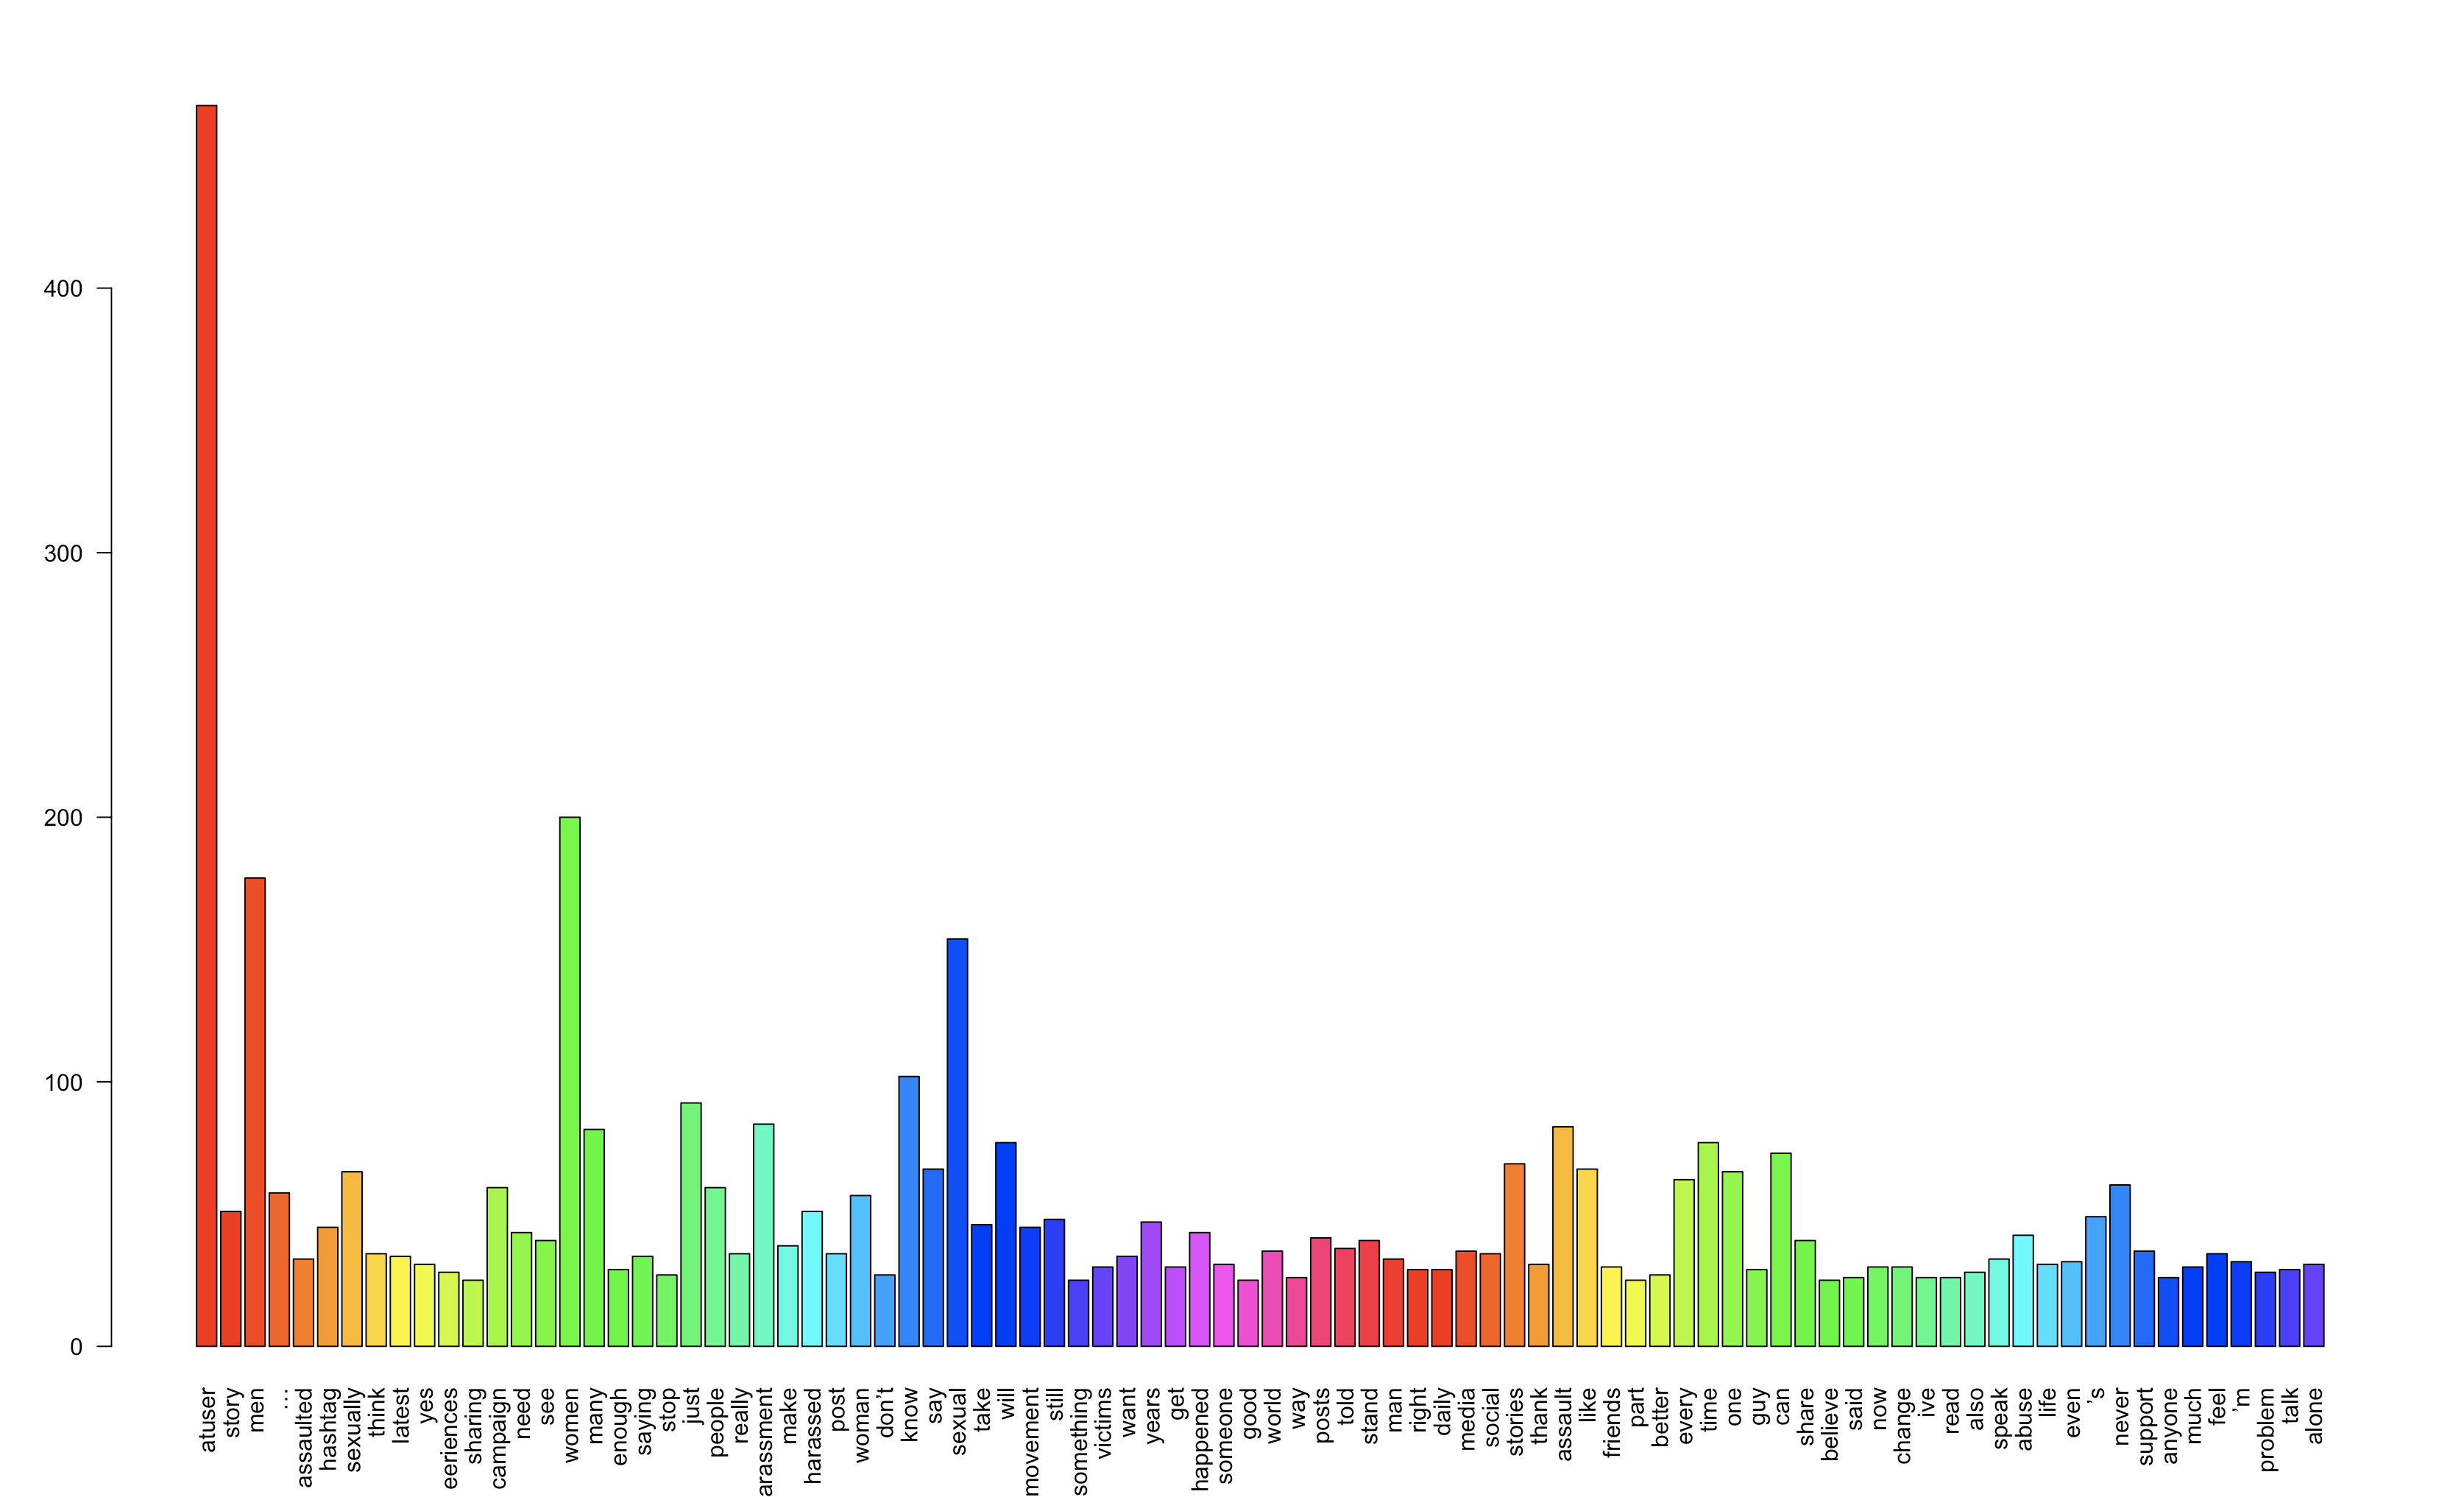 400
300
200
100
0
atuser
story
men
…
assaulted
hashtag
sexually
think
latest
yes
eeriences
sharing
campaign
need
see
women
many
enough
saying
stop
just
people
really
arassment
make
harassed
post
woman
don’t
know
say
sexual
take
will
movement
still
something
victims
want
years
get
happened
someone
good
world
way
posts
told
stand
man
right
daily
media
social
stories
thank
assault
like
friends
part
better
every
time
one
guy
can
share
believe
said
now
change
ive
read
also
speak
abuse
life
even
’s
never
support
anyone
much
feel
’m
problem
talk
alone